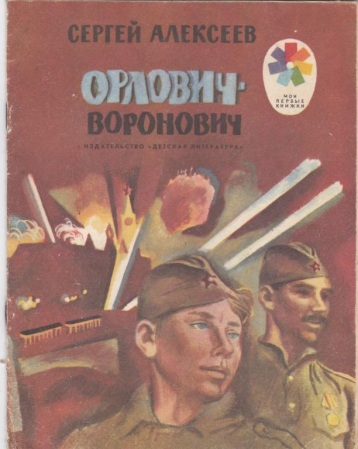 СЕРГЕЙ АЛЕКСЕЕВ
ОРЛОВИЧ-
ВОРОНОВИЧ
ИЗДАТЕЛЬСТВО «ДЕТСКАЯ ЛИТЕРАТУРА»
МОИ
ПЕРВЫЕ
КНИЖКИ